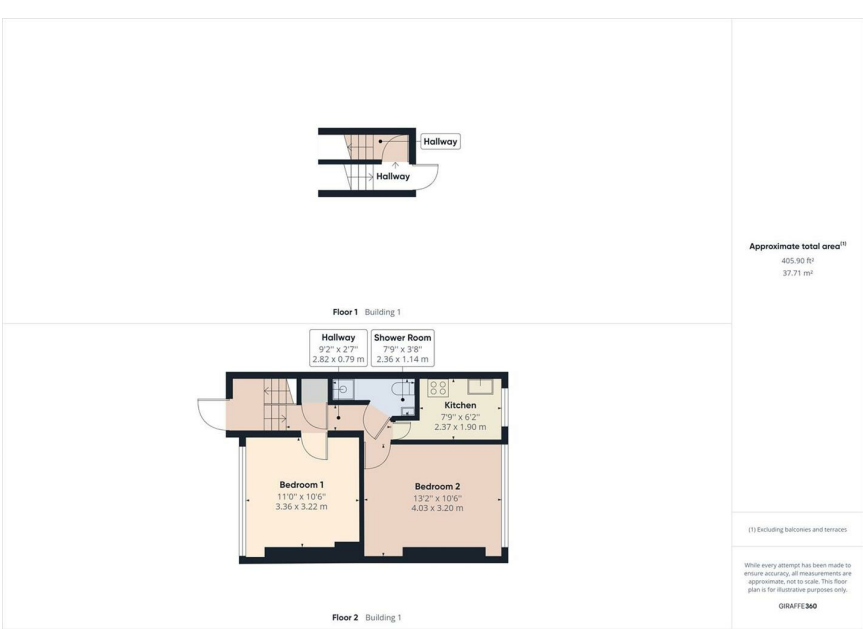 Hallway
Hallway
Floor 1 Building 1
Hallway
9'2" x 2'7"
2.82 x 0.79 m
Shower Room
7'9" x 3'8"
2.36 x 1.14 m
Kitchen
7'9" x 6'2"
2.37 x 1.90 m
Bedroom 1
11'0" x 10'6"
3.36 x 3.22 m
Bedroom 2
13'2" x 10'6"
4.03 x 3.20 m
Floor 2 Building 1
Approximate total area(1)
405.90 ft²
37.71 m²
(1) Excluding balconies and terraces
While every attempt has been made to
ensure accuracy, all measurements are
approximate, not to scale. This floor
plan is for illustrative purposes only.
GIRAFFE360